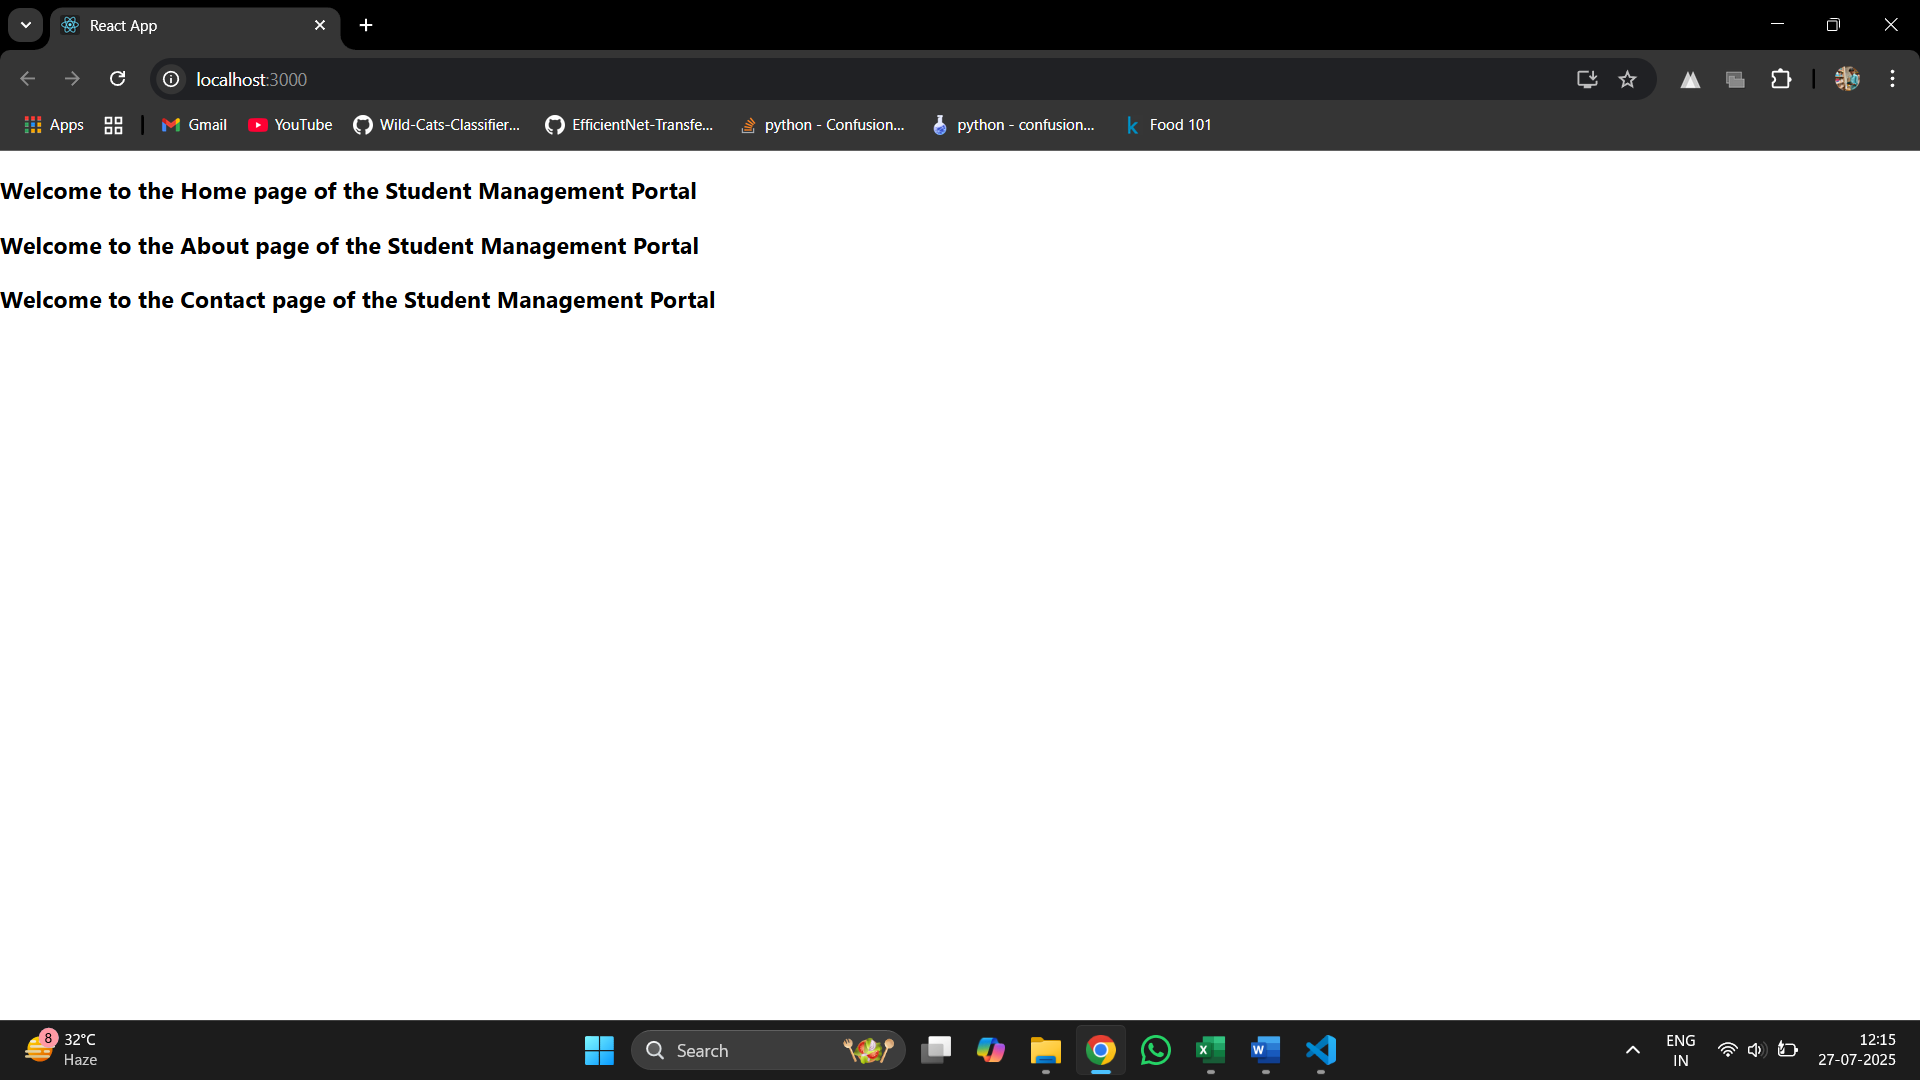 React App
localhost:3000
Apps
Gmail
YouTube
Wild-Cats-Classifier...
EfficientNet-Transfe...
python - Confusion...
python - confusion...
k Food 101
Welcome to the Home page of the Student Management Portal
Welcome to the About page of the Student Management Portal
Welcome to the Contact page of the Student Management Portal
8
32°C
Haze
Search
ENG
IN
12:15
27-07-2025